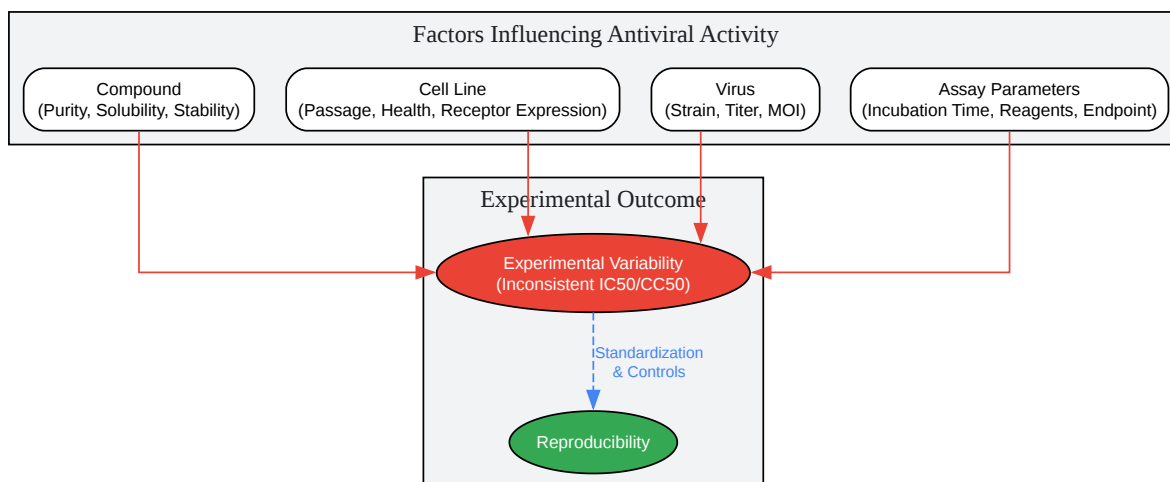 Factors Influencing Antiviral Activity
Compound
(Purity, Solubility, Stability)
Cell Line
(Passage, Health, Receptor Expression)
Virus
(Strain, Titer, MOI)
Assay Parameters
(Incubation Time, Reagents, Endpoint)
Experimental Outcome
Experimental Variability
(Inconsistent IC50/CC50)
Standardization
& Controls
Reproducibility